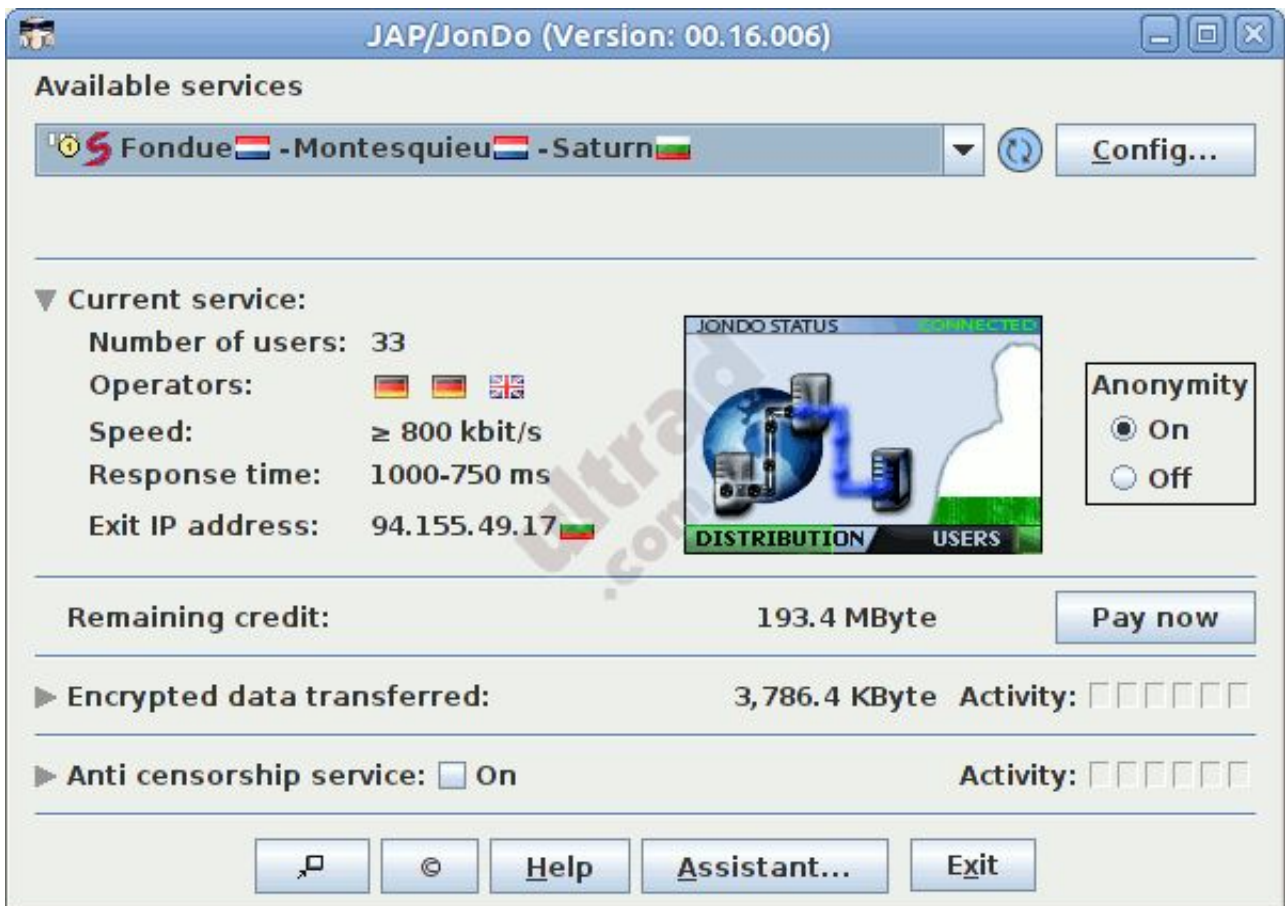 JAP/JonDo (Version: 00.16.006)
Available services
Fondue - Montesquieu - Saturn
Config...
Current service:
Number of users: 33
Operators:
Speed: ≥ 800 kbit/s
Response time: 1000-750 ms
Exit IP address: 94.155.49.17
JONDO STATUS CONNECTED
DISTRIBUTION USERS
Anonymity
On
Off
Remaining credit: 193.4 MByte Pay now
Encrypted data transferred: 3,786.4 KByte Activity:
Anti censorship service: On Activity:
© Help Assistant... Exit